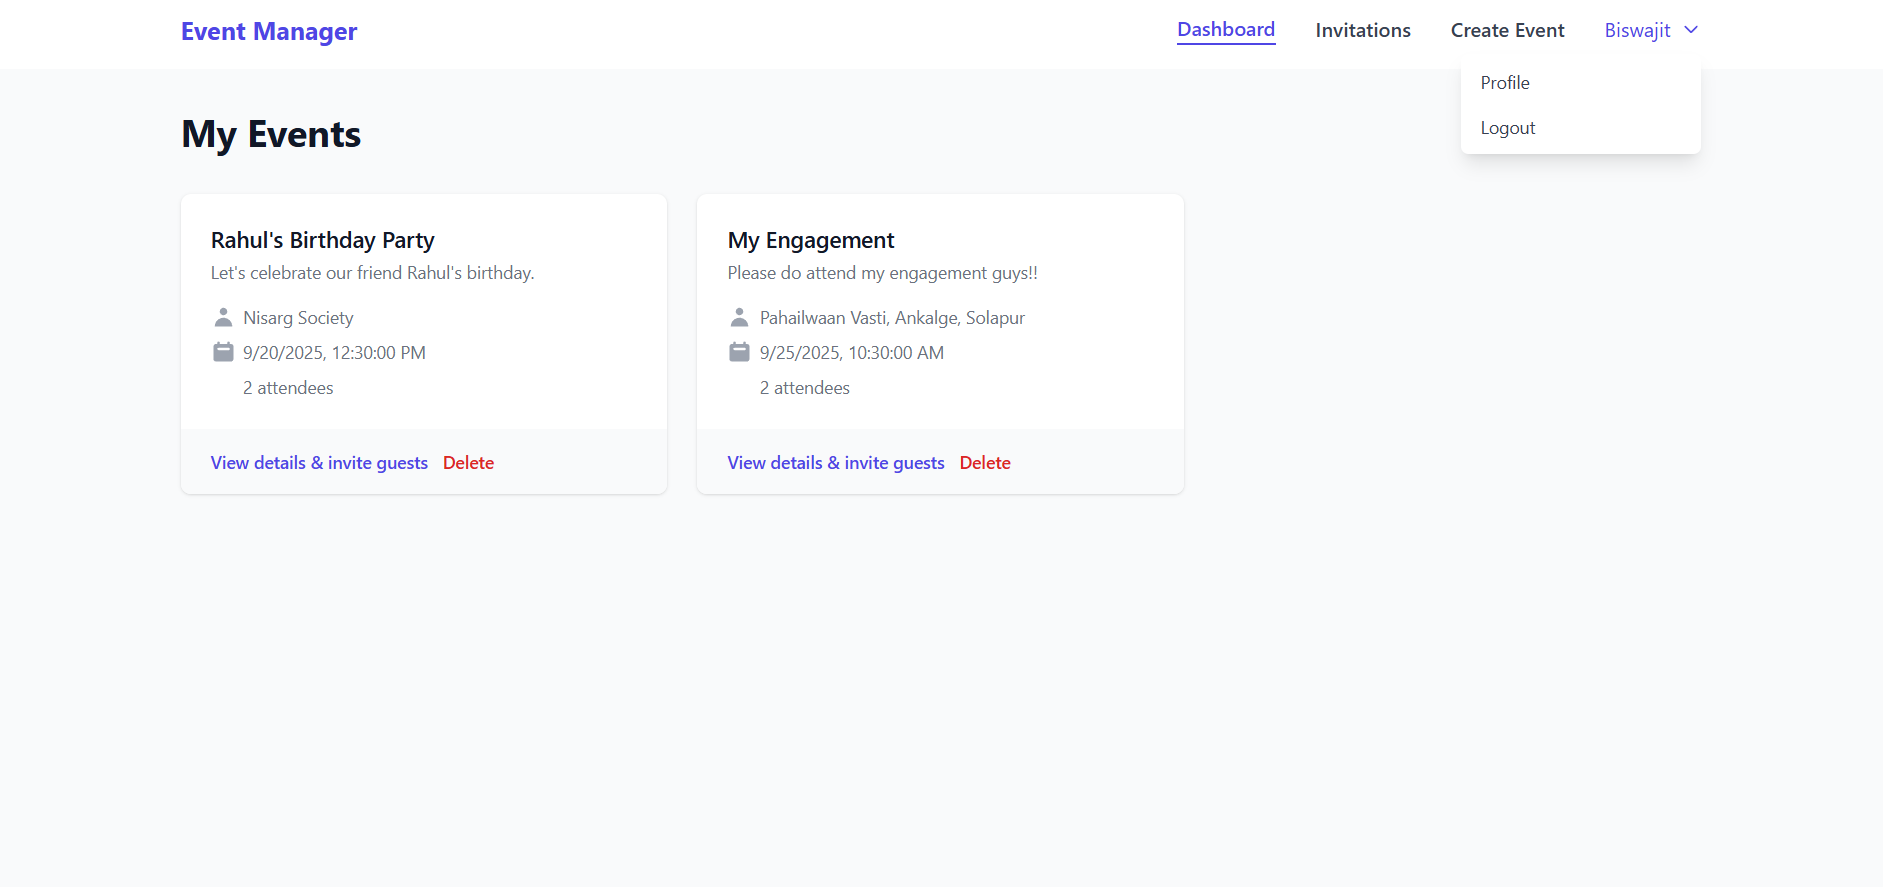 Event Manager
Dashboard
Invitations
Create Event
Biswajit
Profile
Logout
My Events
Rahul's Birthday Party
Let's celebrate our friend Rahul's birthday.
Nisarg Society
9/20/2025, 12:30:00 PM
2 attendees
View details & invite guests
Delete
My Engagement
Please do attend my engagement guys!!
Pahailwaan Vasti, Ankalge, Solapur
9/25/2025, 10:30:00 AM
2 attendees
View details & invite guests
Delete